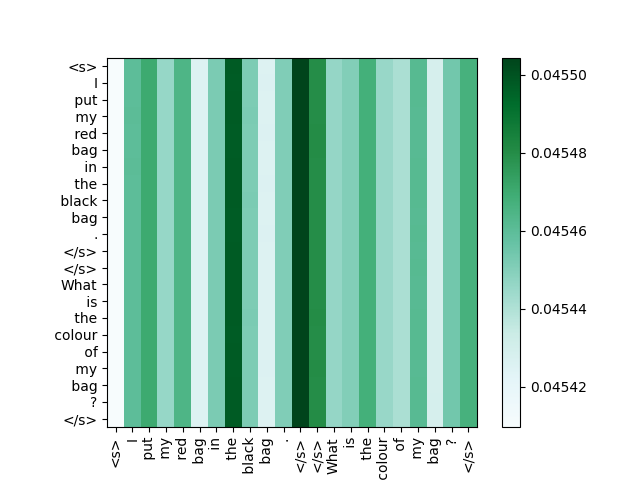 <s>
I
put
my
red
bag
in
the
black
bag
.
</s>
</s>
What
is
the
colour
of
my
bag
?
</s>
<s>
I
put
my
red
bag
in
the
black
bag
.
</s>
</s>
What
is
the
colour
of
my
bag
?
</s>
0.04550
0.04548
0.04546
0.04544
0.04542